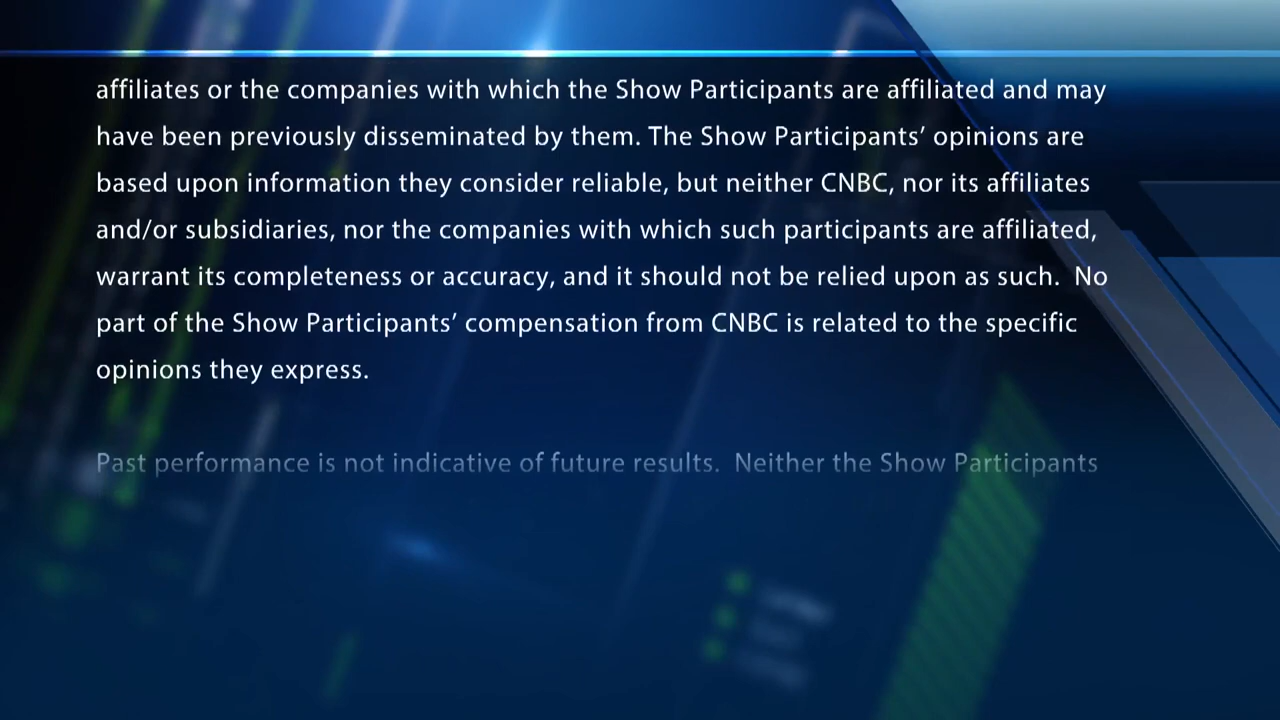 affiliates or the companies with which the Show Participants are affiliated and may
have been previously disseminated by them. The Show Participants’ opinions are
based upon information they consider reliable, but neither CNBC, nor its affiliates
and/or subsidiaries, nor the companies with which such participants are affiliated,
warrant its completeness or accuracy, and it should not be relied upon as such.  No
part of the Show Participants’ compensation from CNBC is related to the specific
opinions they express.
Past performance is not indicative of future results.  Neither the Show Participants